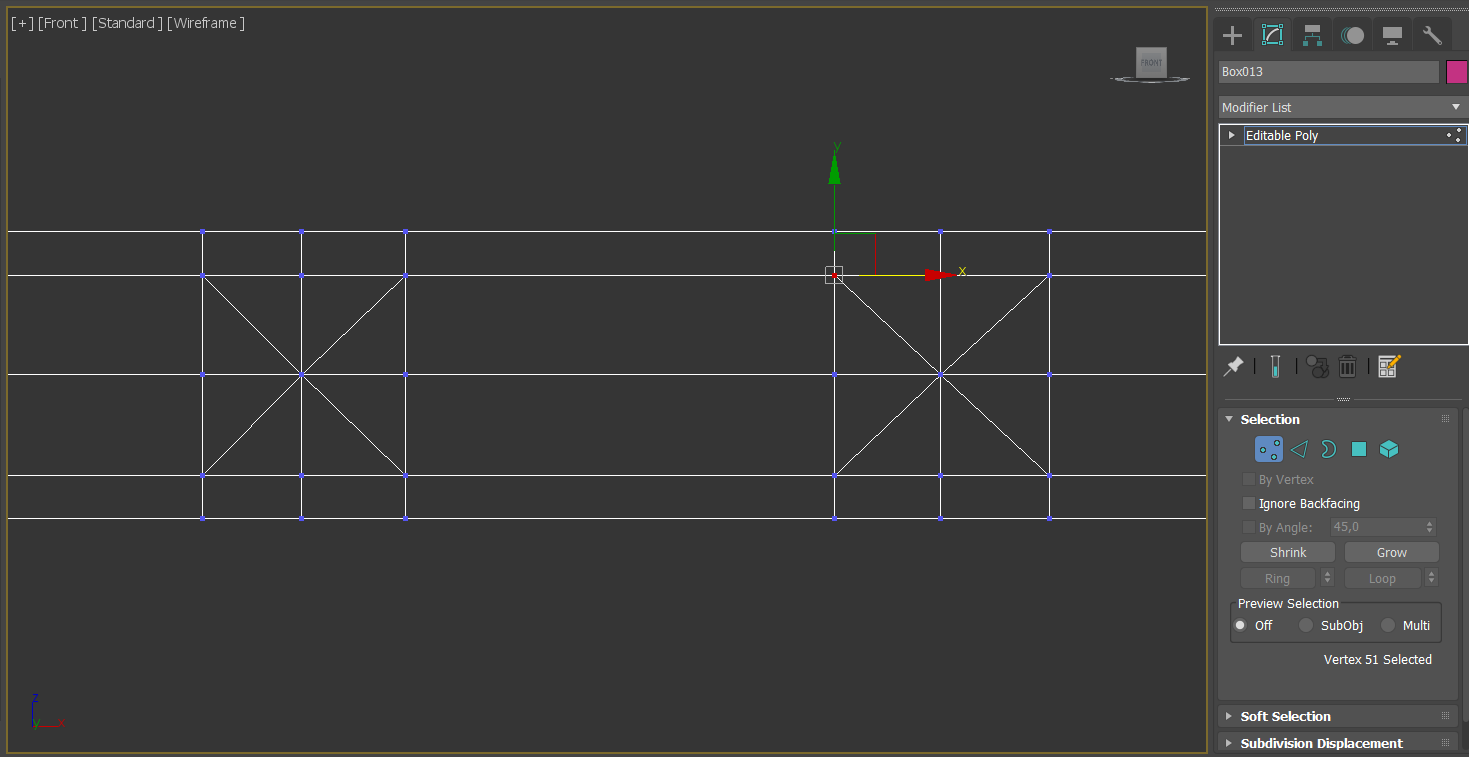 [+] [Front ] [Standard ] [Wireframe ]
FRONT
y
x
z
y
x
Box013
Modifier List
Editable Poly
Selection
By Vertex
Ignore Backfacing
By Angle: 45,0
Shrink Grow
Ring Loop
Preview Selection
Off SubObj Multi
Vertex 51 Selected
Soft Selection
Subdivision Displacement